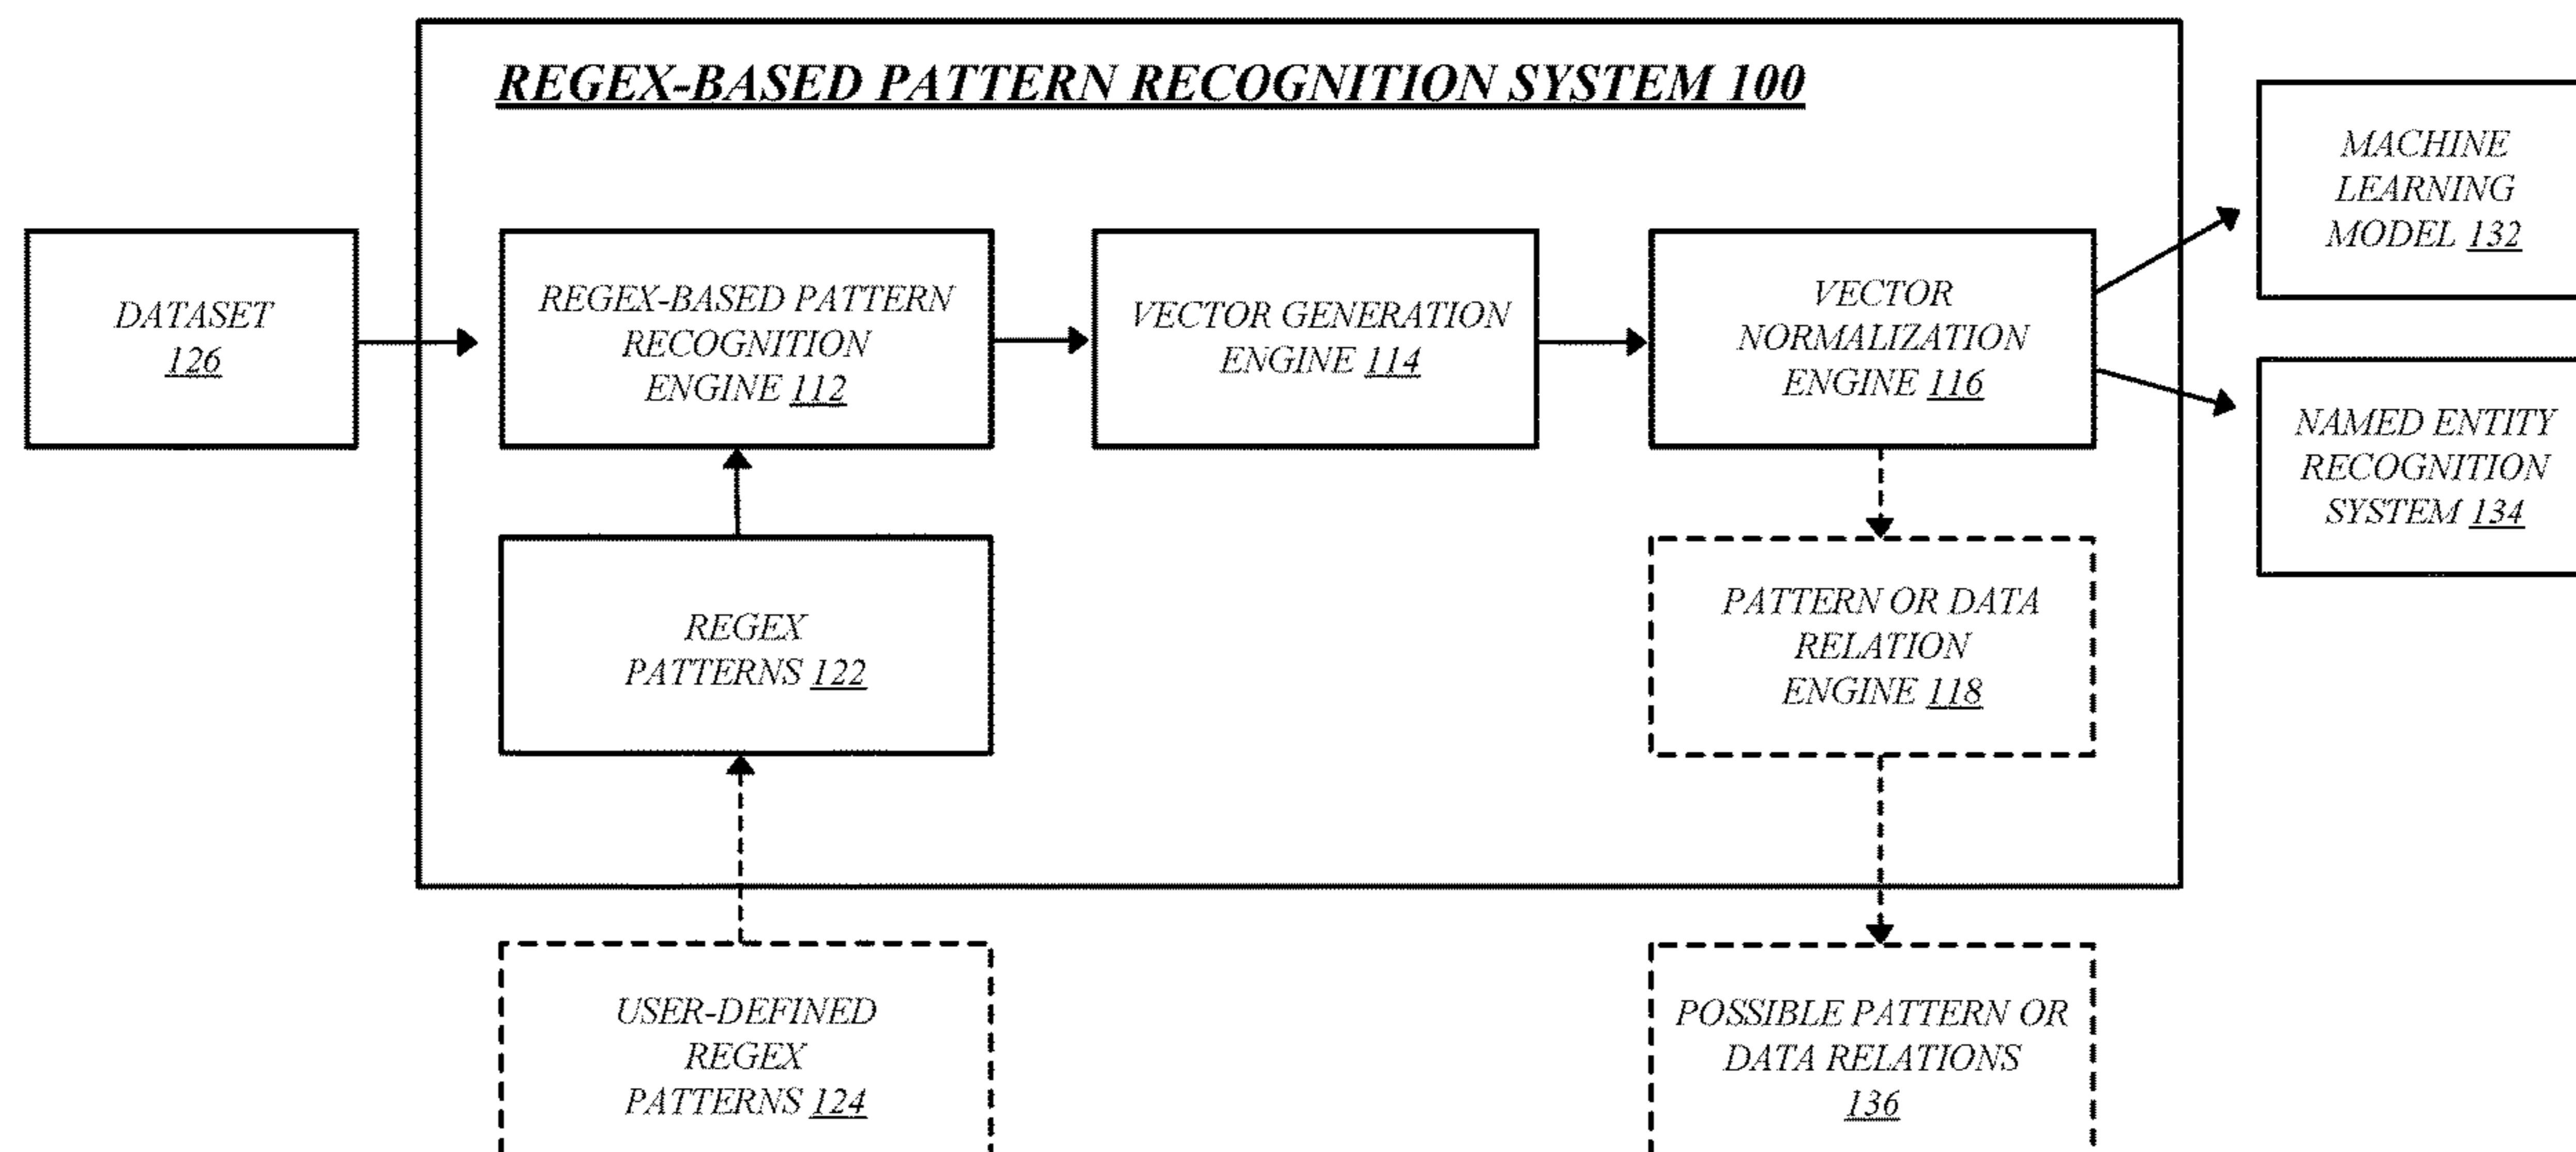 REGEX-BASED PATTERN RECOGNITION SYSTEM 100
DATASET
126
REGEX-BASED PATTERN
RECOGNITION
ENGINE 112
VECTOR GENERATION
ENGINE 114
VECTOR
NORMALIZATION
ENGINE 116
MACHINE
LEARNING
MODEL 132
NAMED ENTITY
RECOGNITION
SYSTEM 134
REGEX
PATTERNS 122
PATTERN OR DATA
RELATION
ENGINE 118
USER-DEFINED
REGEX
PATTERNS 124
POSSIBLE PATTERN OR
DATA RELATIONS
136